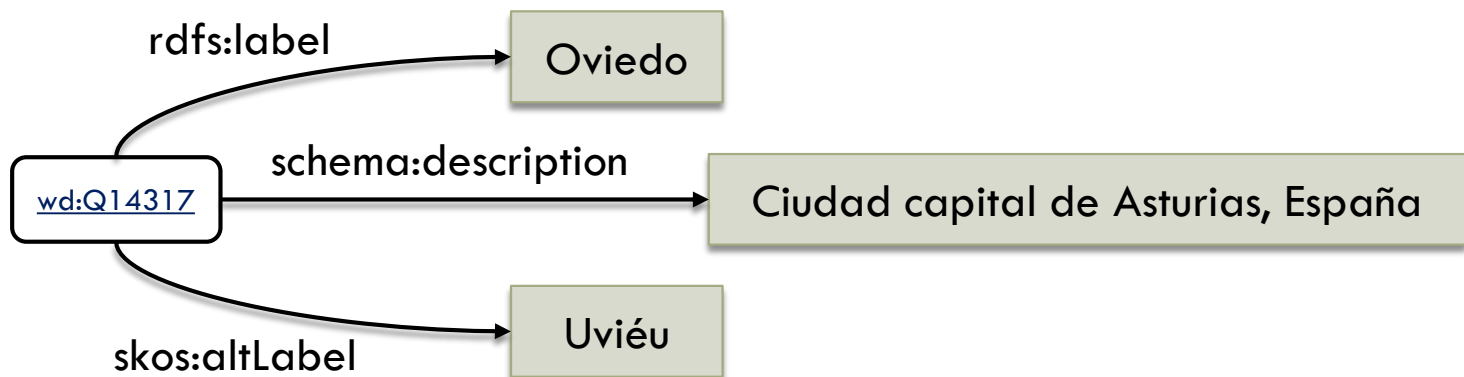 rdfs:label
Oviedo
schema:description
wd:Q14317
Ciudad capital de Asturias, España
Uviéu
skos:altLabel